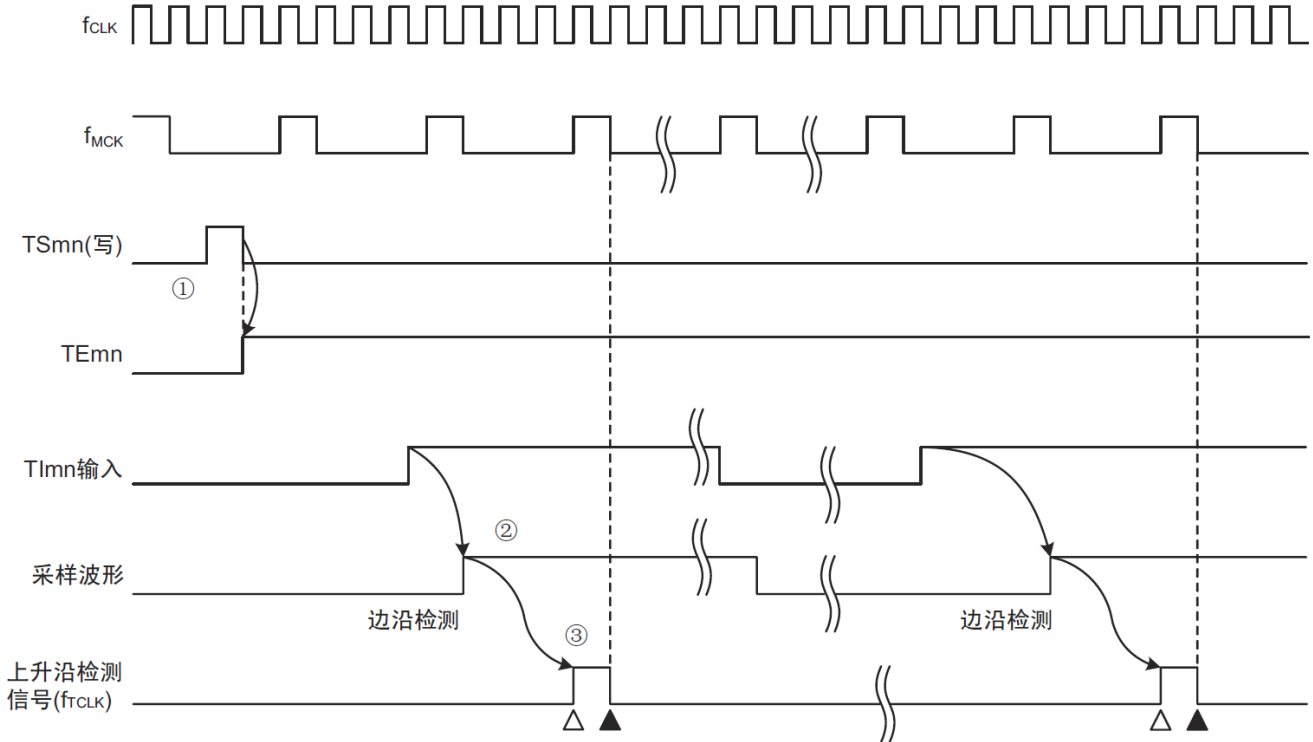 fCLK
fMCK
TSmn(写)
①
TEmn
TImn输入
②
采样波形
边沿检测 边沿检测
③
上升沿检测
信号(fTCLK)